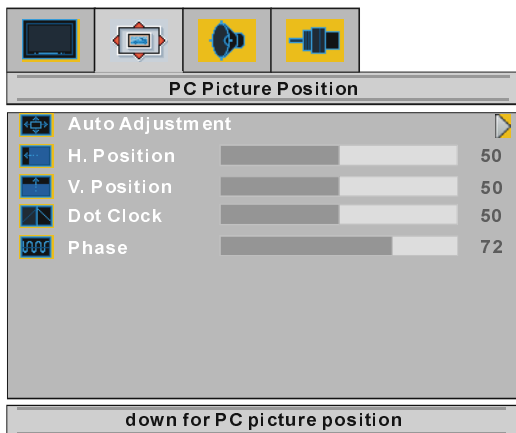 PC Picture Position
Auto Adjustment
H. Position 50
V. Position 50
Dot Clock 50
Phase 72
down for PC picture position